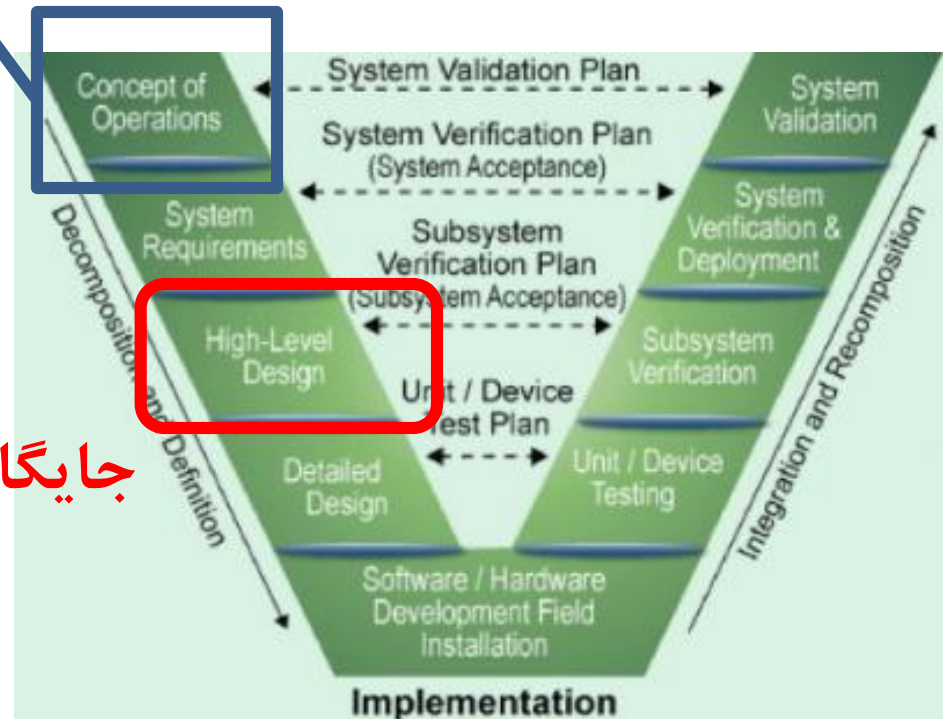 Concept of
Operations
System Validation Plan
System
Validation
System Verification Plan
(System Acceptance)
System
Requirements
System
Verification &
Deployment
Subsystem
Verification Plan
(Subsystem Acceptance)
High-Level
Design
Subsystem
Verification
Unit / Device
Test Plan
Detailed
Design
Unit / Device
Testing
Software / Hardware
Development Field
Installation
Implementation
Decomposition and Definition
Integration and Recomposition